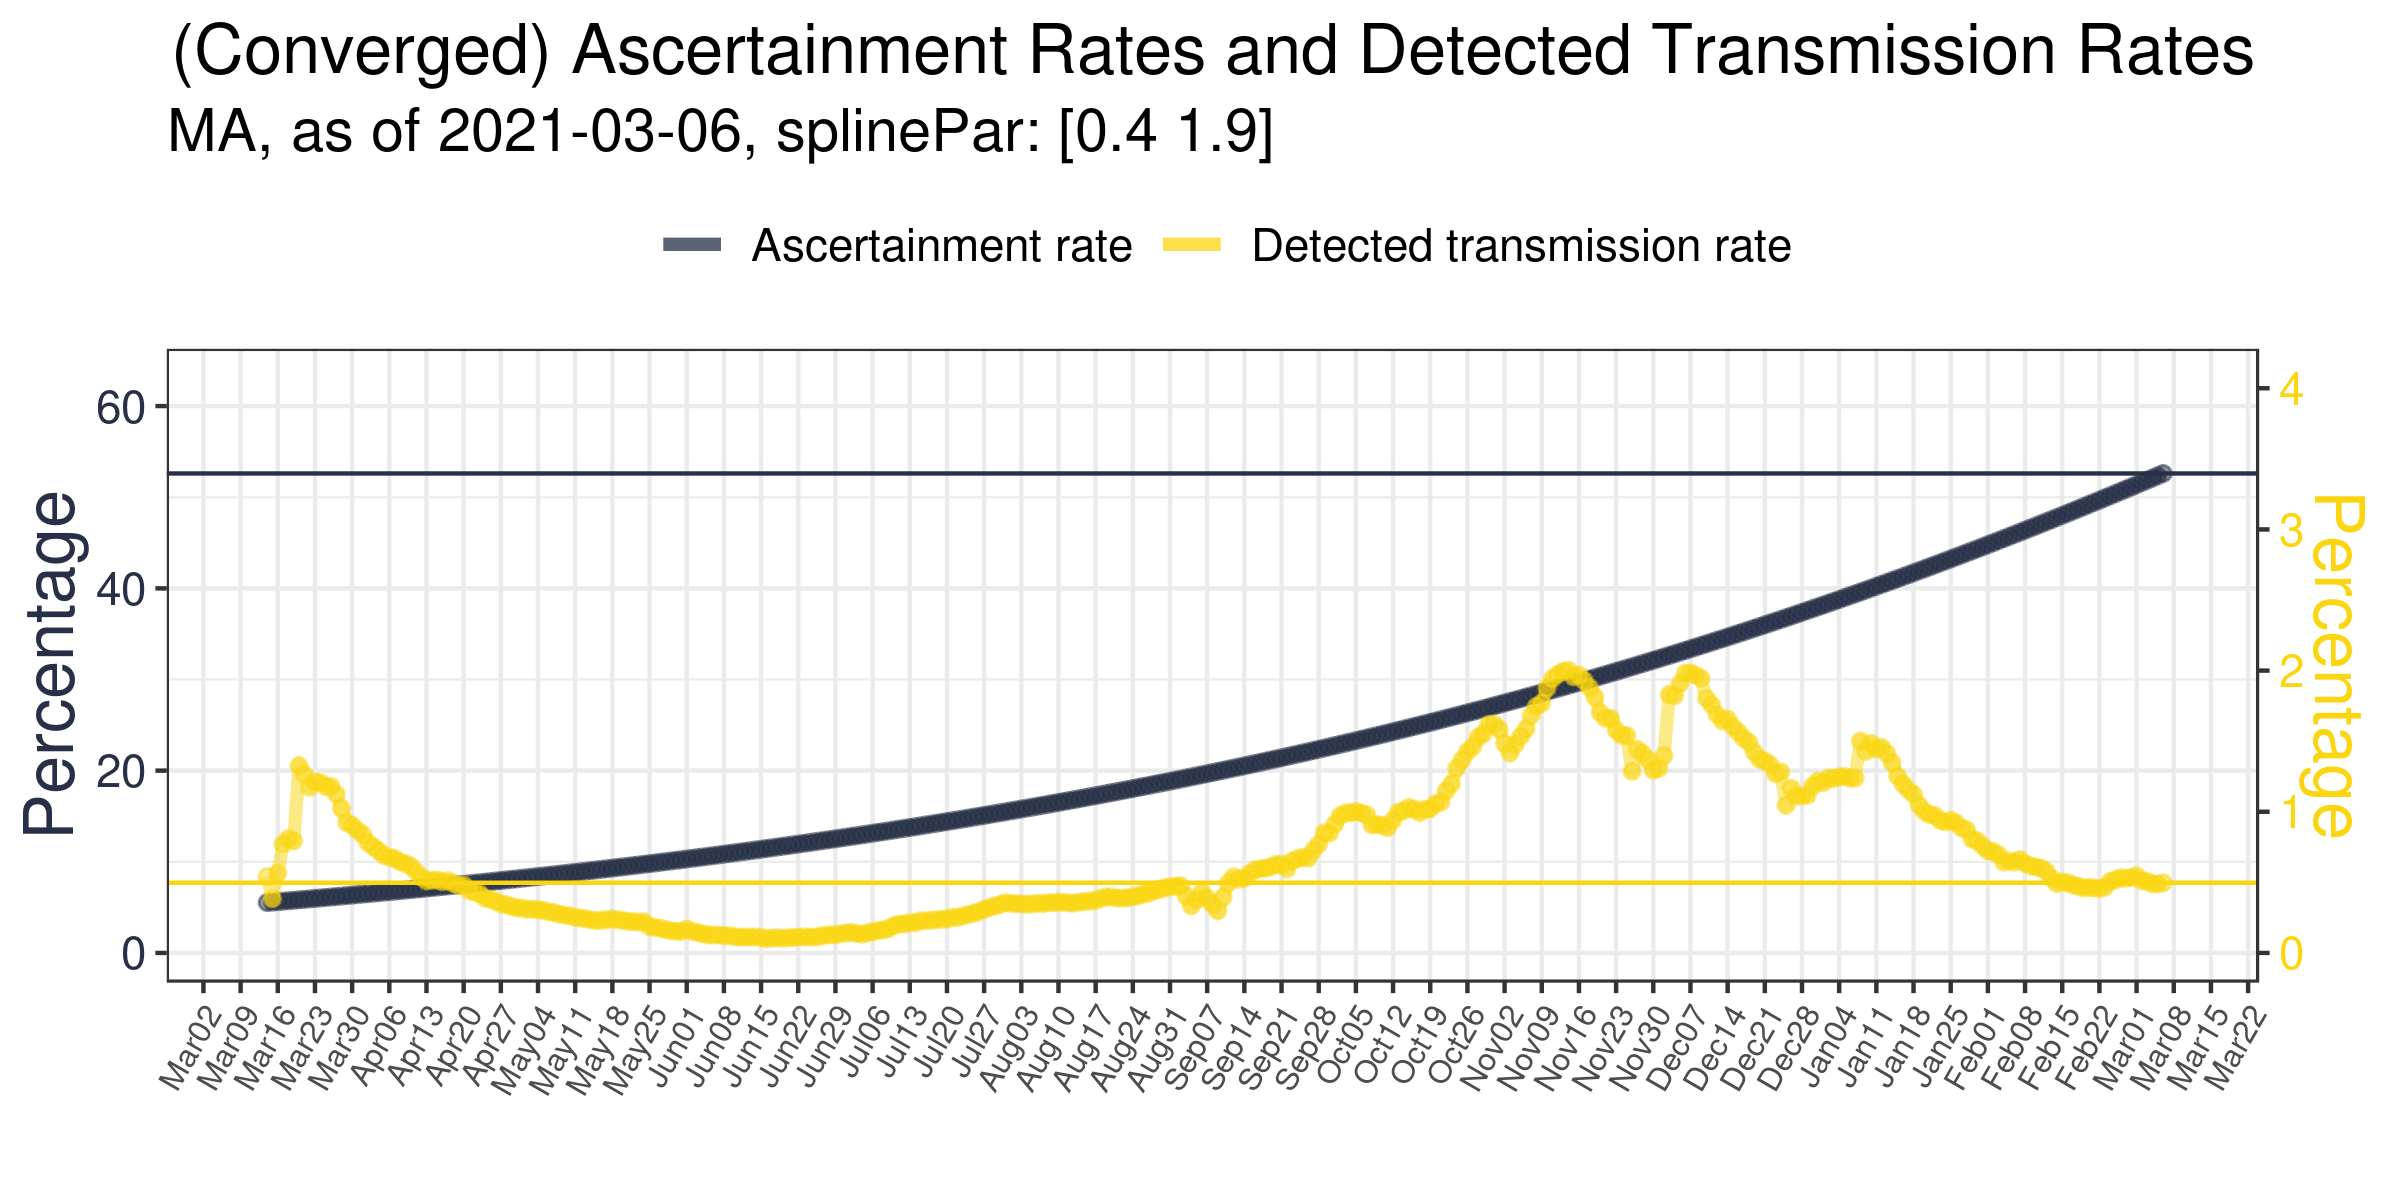 (Converged) Ascertainment Rates and Detected Transmission Rates
MA, as of 2021-03-06, splinePar: [0.4 1.9]
Ascertainment rate Detected transmission rate
Percentage
60
40
20
0
4
3
2
1
0
Percentage
Mar02 Mar09 Mar16 Mar23 Mar30 Apr06 Apr13 Apr20 Apr27 May04 May11 May18 May25 Jun01 Jun08 Jun15 Jun22 Jun29 Jul06 Jul13 Jul20 Jul27 Aug03 Aug10 Aug17 Aug24 Aug31 Sep07 Sep14 Sep21 Sep28 Oct05 Oct12 Oct19 Oct26 Nov02 Nov09 Nov16 Nov23 Nov30 Dec07 Dec14 Dec21 Dec28 Jan04 Jan11 Jan18 Jan25 Feb01 Feb08 Feb15 Feb22 Mar01 Mar08 Mar15 Mar22